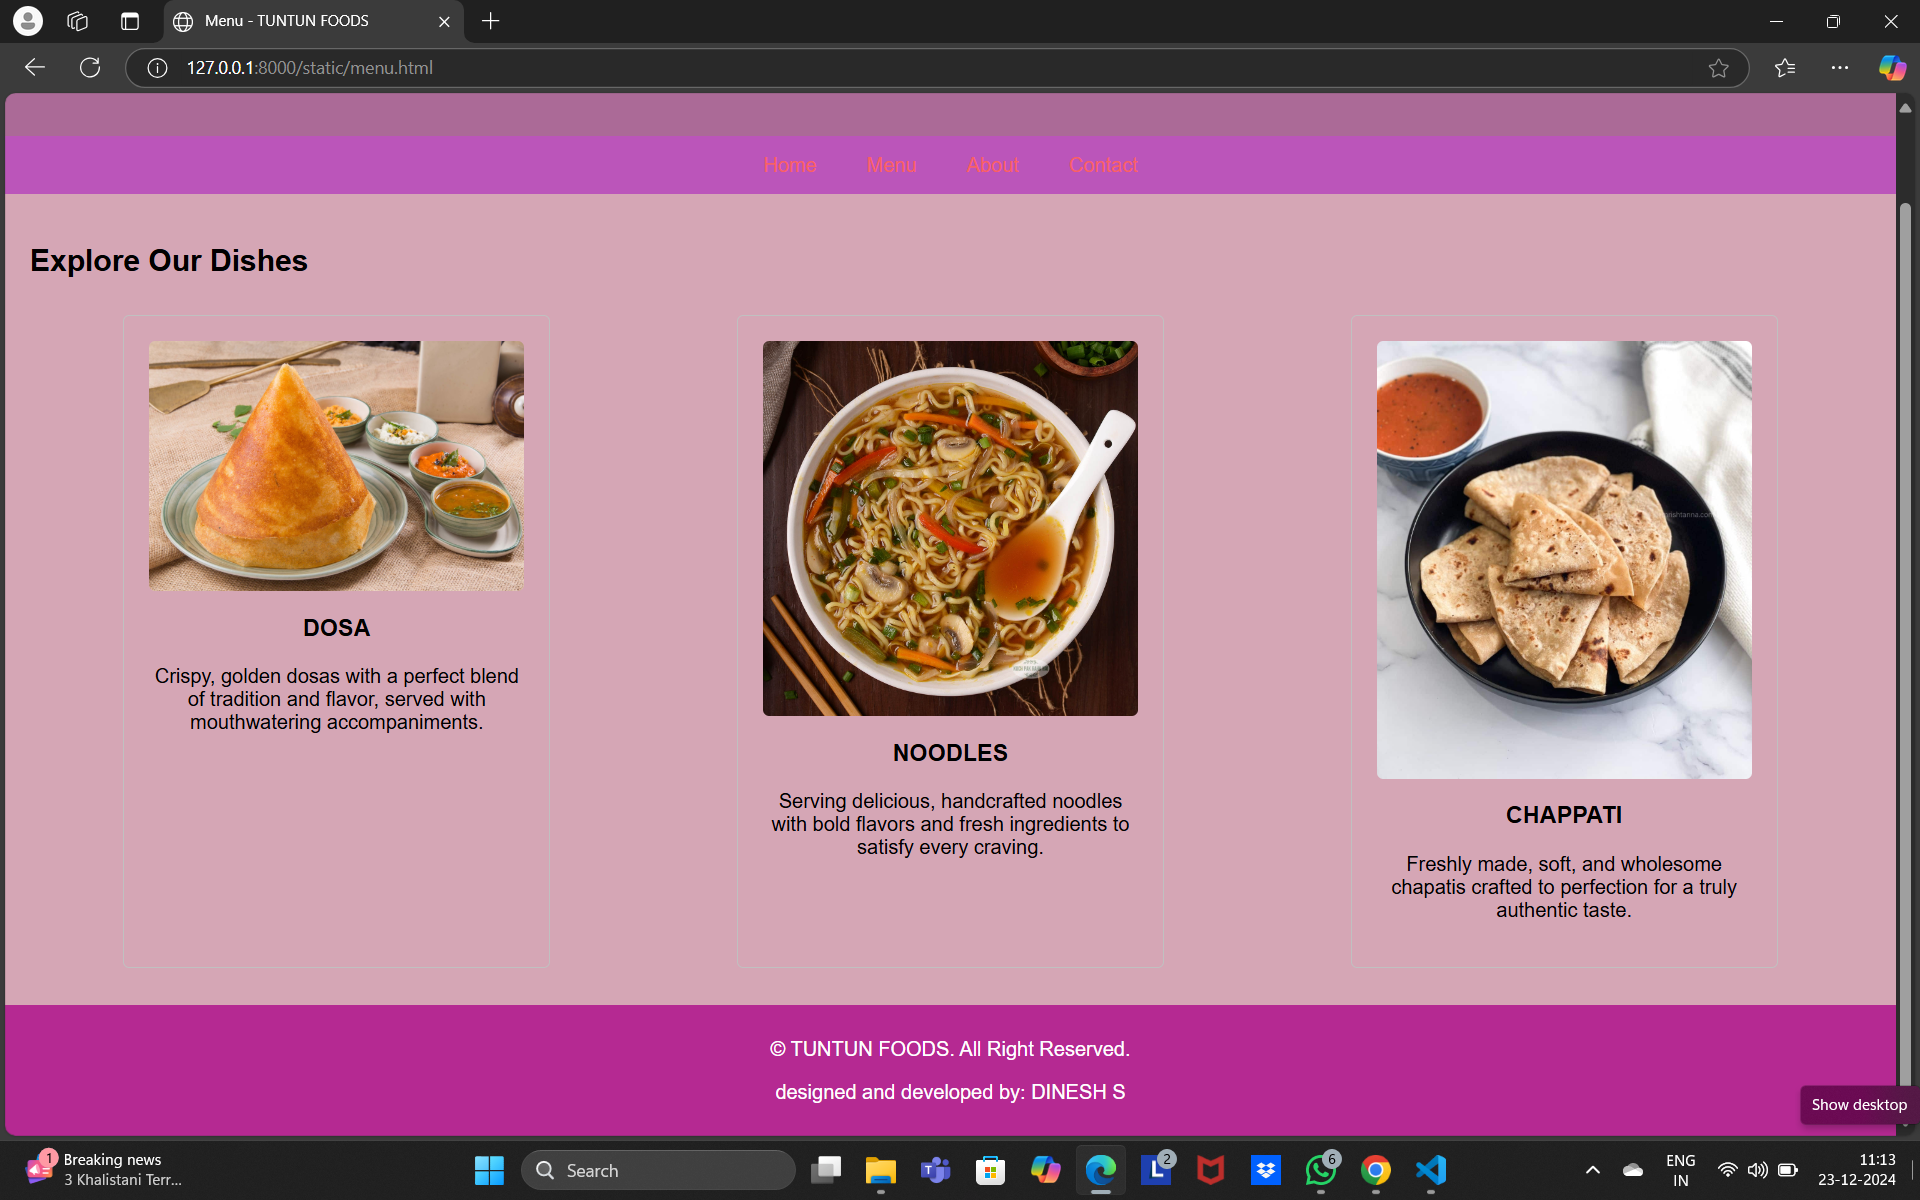 Menu - TUNTUN FOODS
127.0.0.1:8000/static/menu.html
Home Menu About Contact
Explore Our Dishes
DOSA
Crispy, golden dosas with a perfect blend
of tradition and flavor, served with
mouthwatering accompaniments.
NOODLES
Serving delicious, handcrafted noodles
with bold flavors and fresh ingredients to
satisfy every craving.
CHAPPATI
Freshly made, soft, and wholesome
chapatis crafted to perfection for a truly
authentic taste.
© TUNTUN FOODS. All Right Reserved.
designed and developed by: DINESH S
Show desktop
1
Breaking news
3 Khalistani Terr...
Search
L
2
6
ENG
IN
11:13
23-12-2024